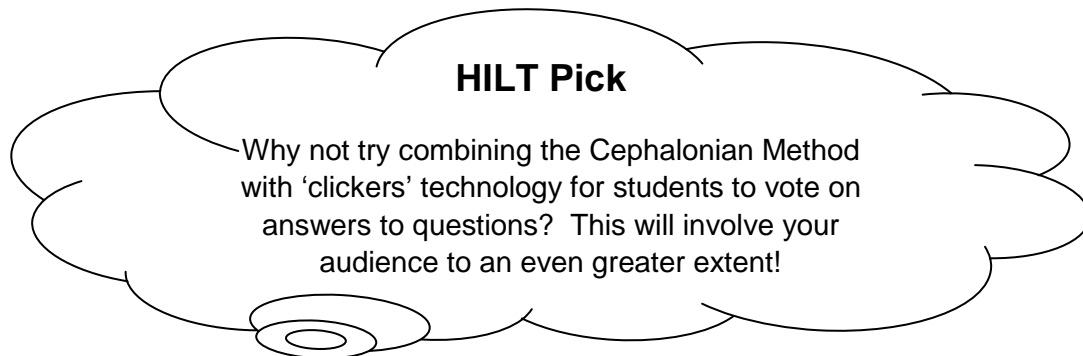 HILT Pick
Why not try combining the Cephalonian Method
with ‘clickers’ technology for students to vote on
answers to questions?  This will involve your
audience to an even greater extent!